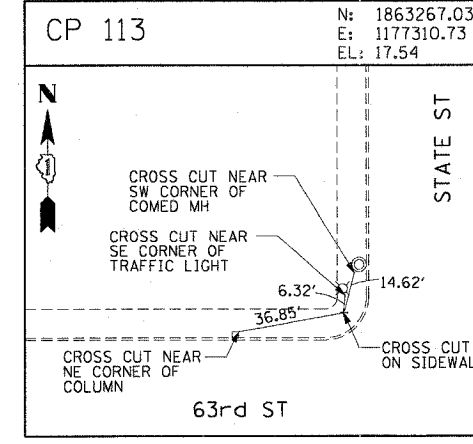 CP 113
N: 1863267.03
E: 1177310.73
EL: 17.54
N
STATE ST
CROSS CUT NEAR
SW CORNER OF
COMED MH
CROSS CUT NEAR
SE CORNER OF
TRAFFIC LIGHT
6.32'
14.62'
36.85'
CROSS CUT NEAR
NE CORNER OF
COLUMN
CROSS CUT
ON SIDEWAL
63rd ST